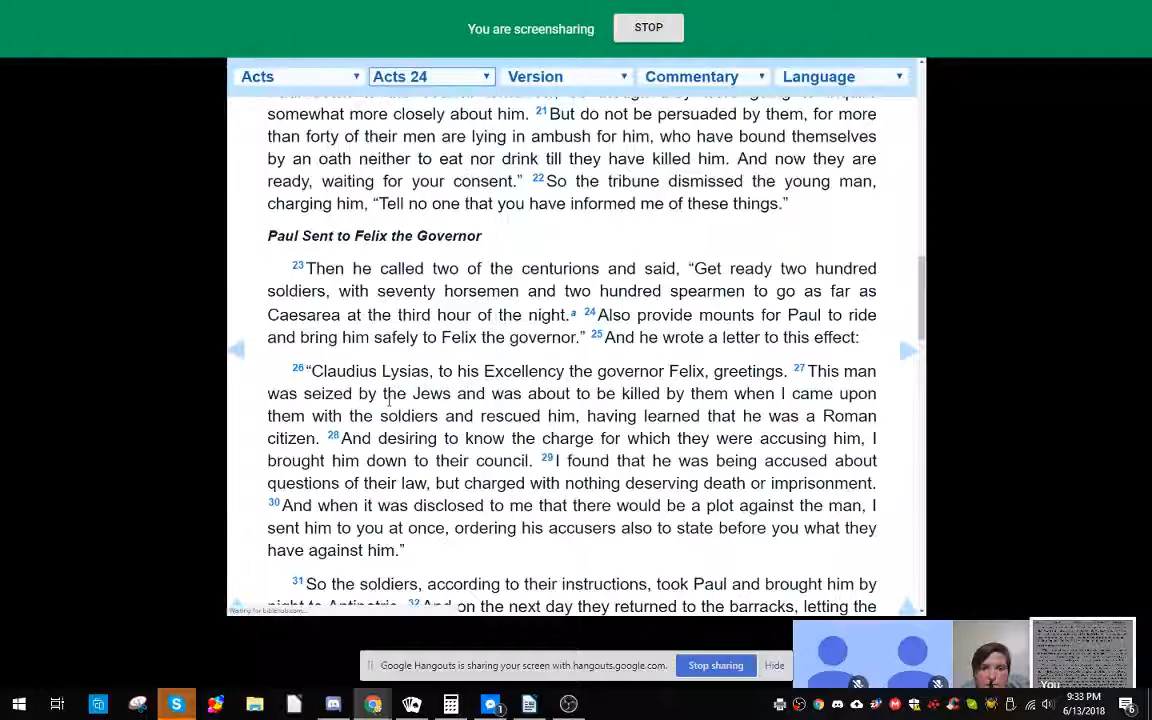 You are screensharing STOP
Acts Acts 24 Version Commentary Language
somewhat more closely about him. 21 But do not be persuaded by them, for more
than forty of their men are lying in ambush for him, who have bound themselves
by an oath neither to eat nor drink till they have killed him. And now they are
ready, waiting for your consent.” 22 So the tribune dismissed the young man,
charging him, “Tell no one that you have informed me of these things.”
Paul Sent to Felix the Governor
23 Then he called two of the centurions and said, “Get ready two hundred
soldiers, with seventy horsemen and two hundred spearmen to go as far as
Caesarea at the third hour of the night.a 24 Also provide mounts for Paul to ride
and bring him safely to Felix the governor.” 25 And he wrote a letter to this effect:
26 “Claudius Lysias, to his Excellency the governor Felix, greetings. 27 This man
was seized by the Jews and was about to be killed by them when I came upon
them with the soldiers and rescued him, having learned that he was a Roman
citizen. 28 And desiring to know the charge for which they were accusing him, I
brought him down to their council. 29 I found that he was being accused about
questions of their law, but charged with nothing deserving death or imprisonment.
30 And when it was disclosed to me that there would be a plot against the man, I
sent him to you at once, ordering his accusers also to state before you what they
have against him.”
31 So the soldiers, according to their instructions, took Paul and brought him by
32 And on the next day they returned to the barracks, letting the
Waiting for biblehub.com...
Google Hangouts is sharing your screen with hangouts.google.com. Stop sharing Hide
You
9:33 PM
6/13/2018